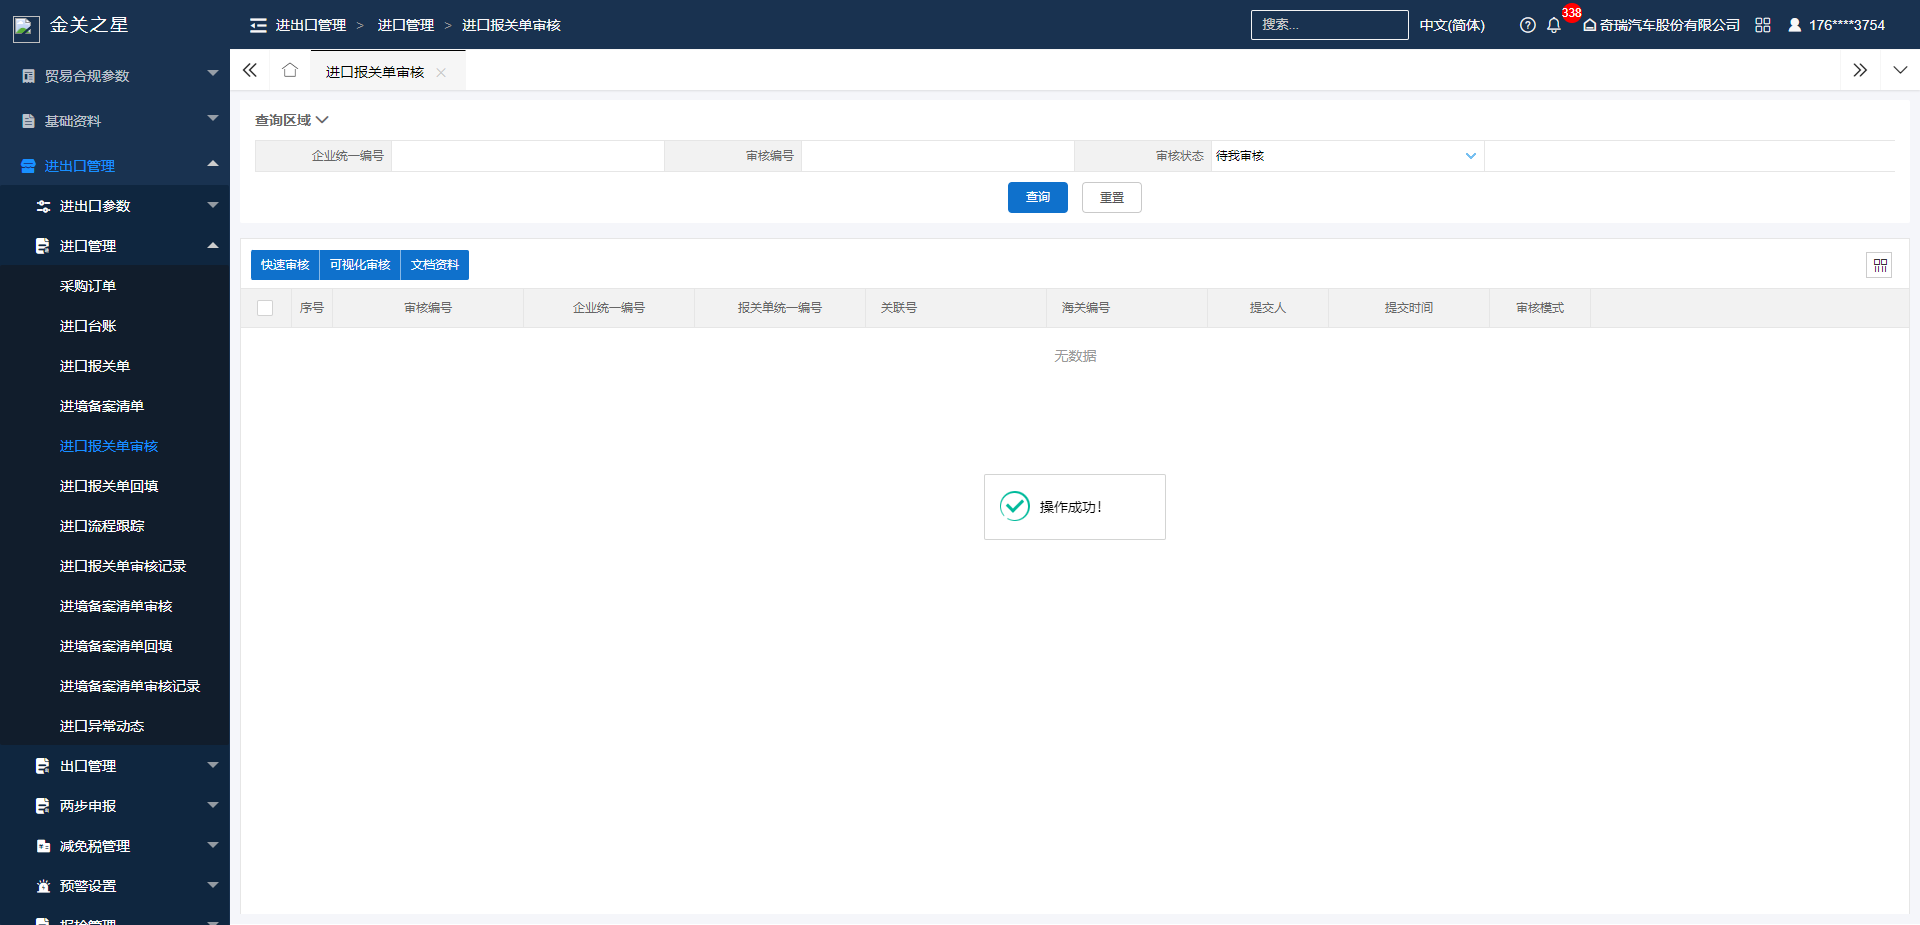 金关之星
进出口管理 > 进口管理 > 进口报关单审核
搜索...
中文(简体)
338
奇瑞汽车股份有限公司
176****3754
贸易合规参数
基础资料
进出口管理
进出口参数
进口管理
采购订单
进口台账
进口报关单
进境备案清单
进口报关单审核
进口报关单回填
进口流程跟踪
进口报关单审核记录
进境备案清单审核
进境备案清单回填
进境备案清单审核记录
进口异常动态
出口管理
两步申报
减免税管理
预警设置
报检管理
进口报关单审核
查询区域
企业统一编号
审核编号
审核状态 待我审核
查询 重置
快速审核 可视化审核 文档资料
序号 审核编号 企业统一编号 报关单统一编号 关联号 海关编号 提交人 提交时间 审核模式
无数据
操作成功!